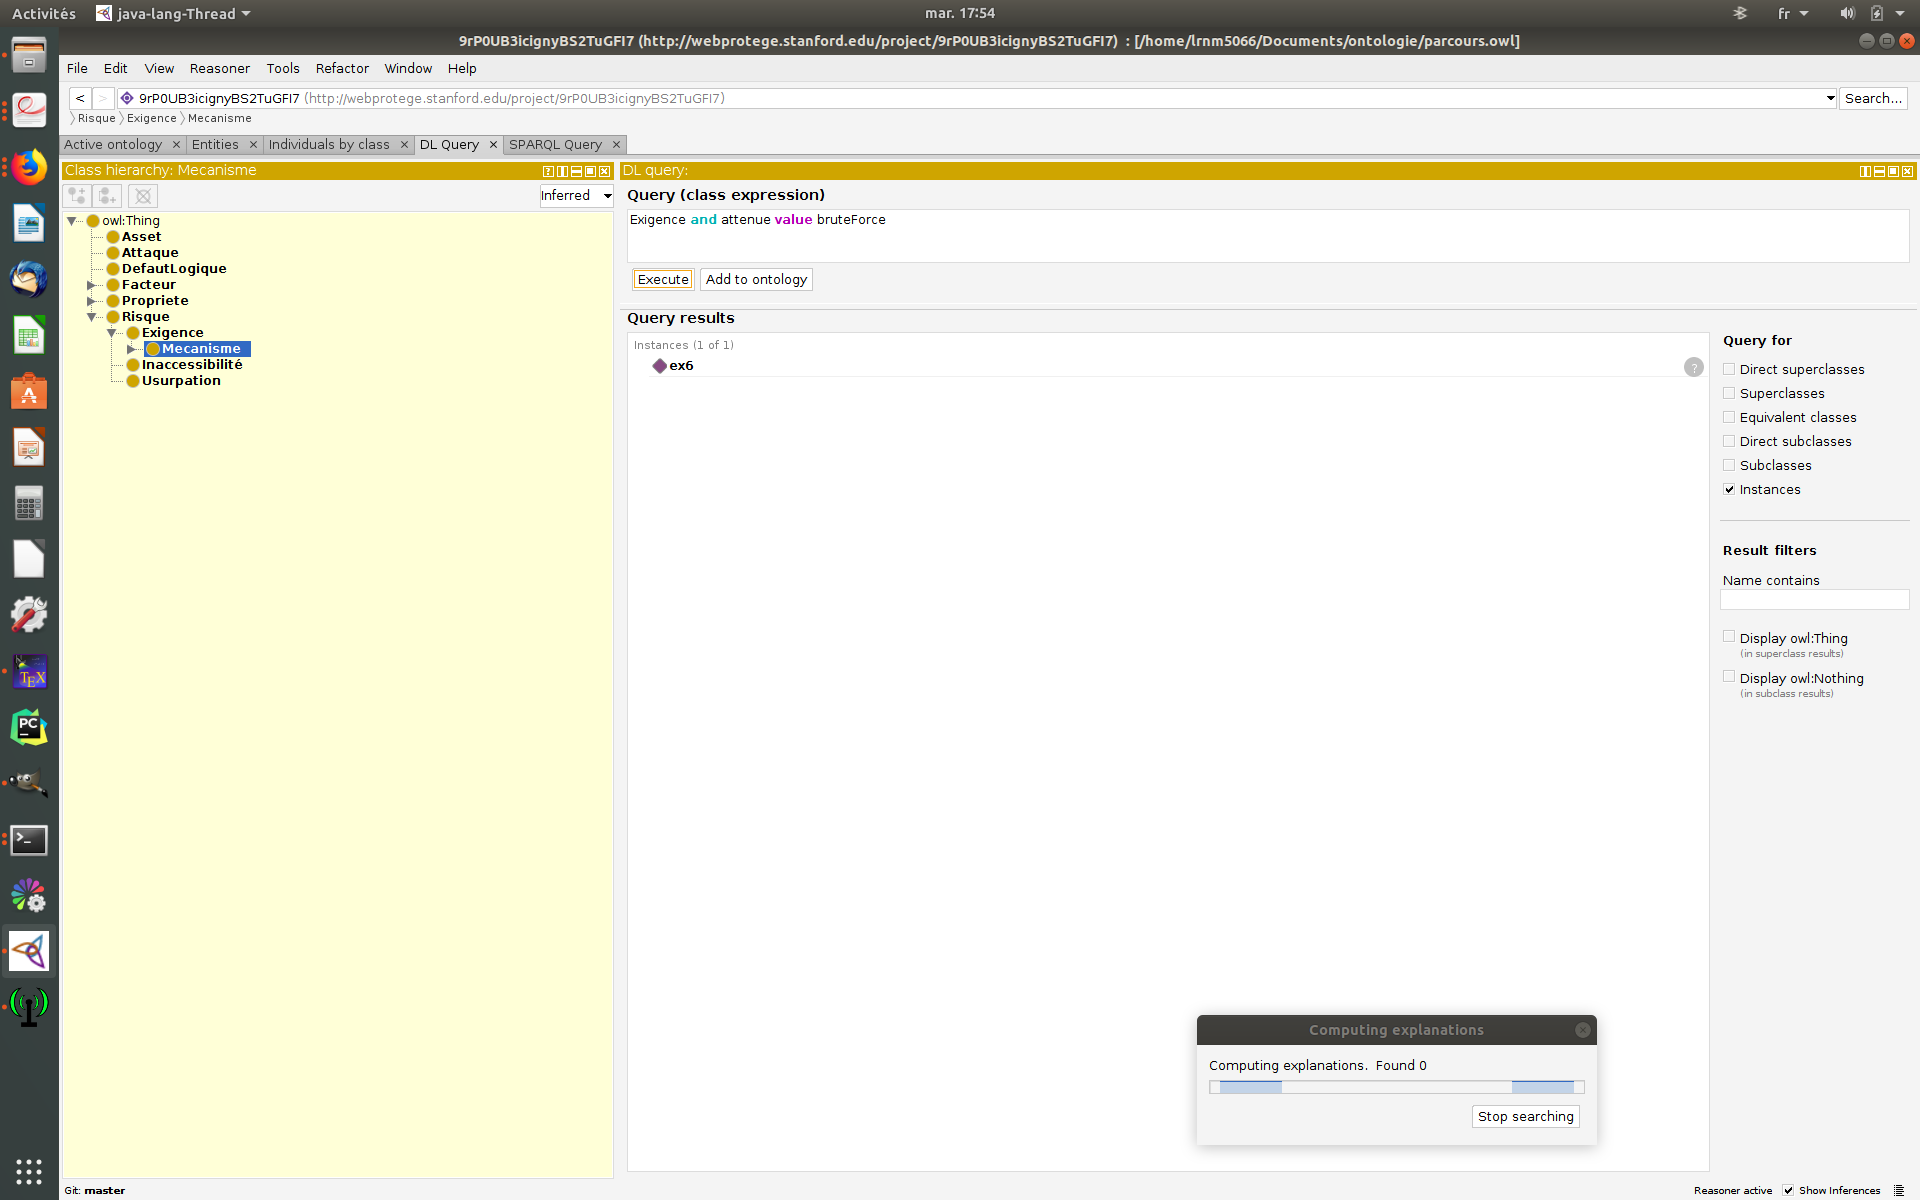 Activités java-lang-Thread mar. 17:54 fr
9rP0UB3icignyBS2TuGFI7 (http://webprotege.stanford.edu/project/9rP0UB3icignyBS2TuGFI7) : [/home/lrnm5066/Documents/ontologie/parcours.owl]
File Edit View Reasoner Tools Refactor Window Help
< > 9rP0UB3icignyBS2TuGFI7 (http://webprotege.stanford.edu/project/9rP0UB3icignyBS2TuGFI7) Search...
Risque Exigence Mecanisme
Active ontology × Entities × Individuals by class × DL Query × SPARQL Query ×
Class hierarchy: Mecanisme
Inferred
owl:Thing
Asset
Attaque
DefautLogique
Facteur
Propriete
Risque
Exigence
Mecanisme
Inaccessibilité
Usurpation
DL query:
Query (class expression)
Exigence and attenue value bruteForce
Execute Add to ontology
Query results
Instances (1 of 1)
ex6
?
Query for
Direct superclasses
Superclasses
Equivalent classes
Direct subclasses
Subclasses
Instances
Result filters
Name contains
Display owl:Thing
(in superclass results)
Display owl:Nothing
(in subclass results)
Computing explanations
Computing explanations. Found 0
Stop searching
TEX
PC
>_
Git: master
Reasoner active Show Inferences